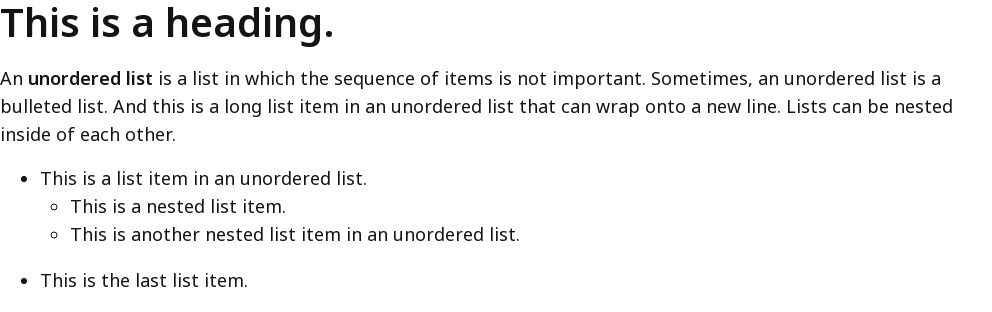 This is a heading.
An unordered list is a list in which the sequence of items is not important. Sometimes, an unordered list is a
bulleted list. And this is a long list item in an unordered list that can wrap onto a new line. Lists can be nested
inside of each other.
• This is a list item in an unordered list.
◦ This is a nested list item.
◦ This is another nested list item in an unordered list.
• This is the last list item.